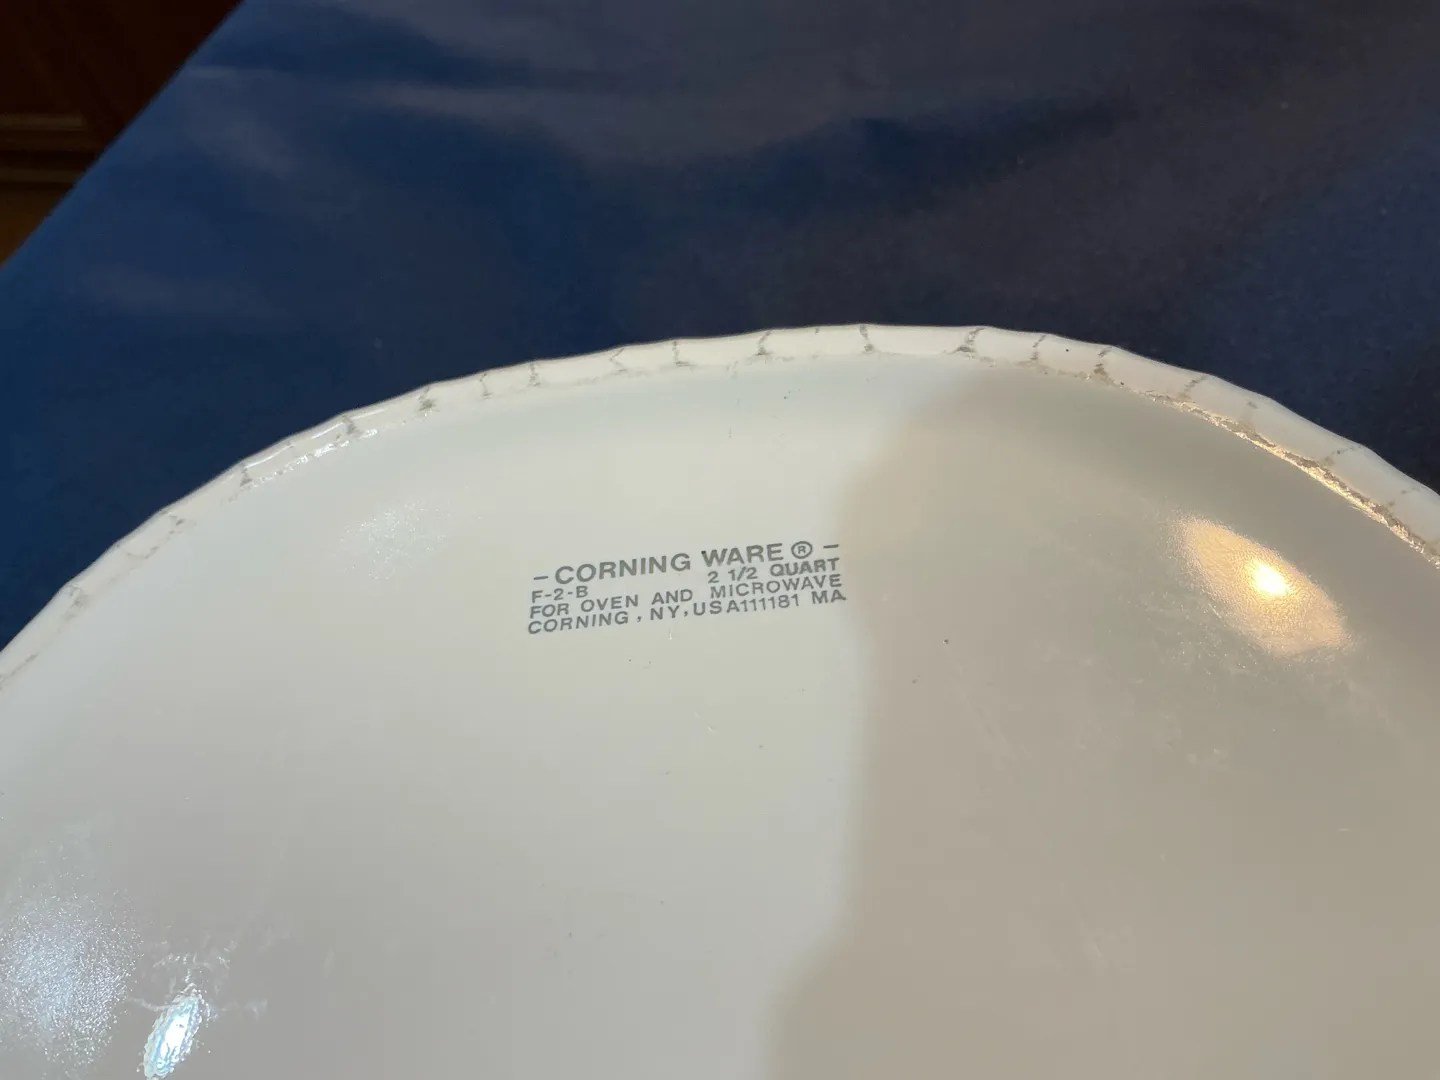 – CORNING WARE ® –
F-2-B 2 1/2 QUART
FOR OVEN AND MICROWAVE
CORNING , NY, USA111181 MA